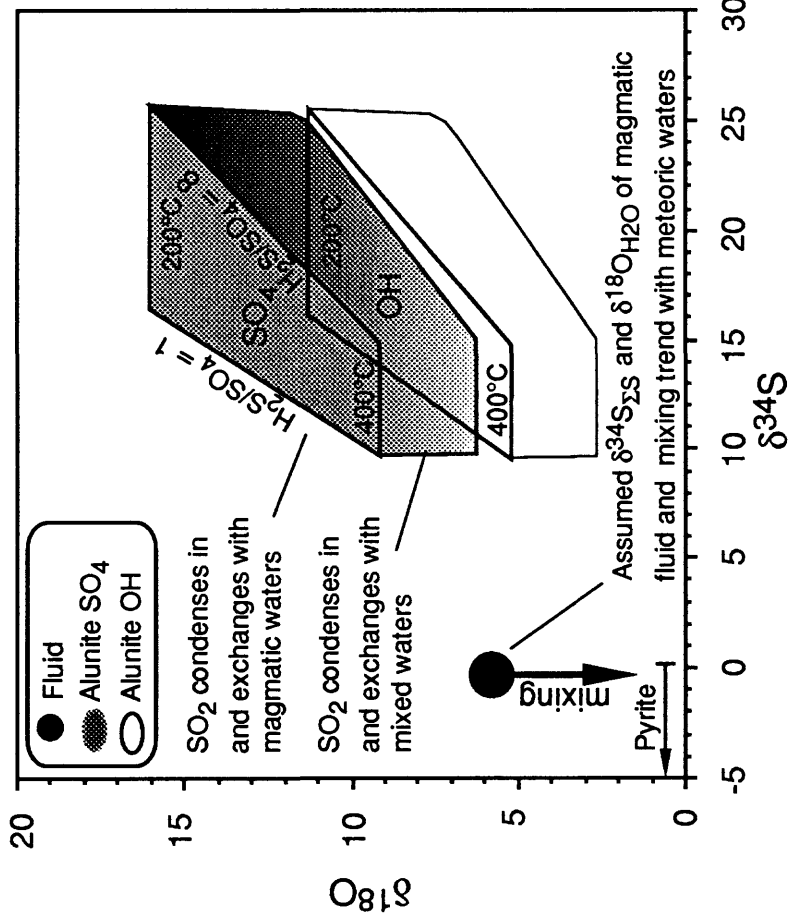 20
15
10
5
0
δ18O
-5
0
5
10
15
20
25
30
δ34S
Fluid
Alunite SO4
Alunite OH
SO2 condenses in
and exchanges with
magmatic waters
SO2 condenses in
and exchanges with
mixed waters
H2S/SO4 = 1
H2S/SO4 = 8
200°C
SO4
400°C
200°C
OH
400°C
mixing
Pyrite
Assumed δ34SΣS and δ18OH2O of magmatic
fluid and mixing trend with meteoric waters